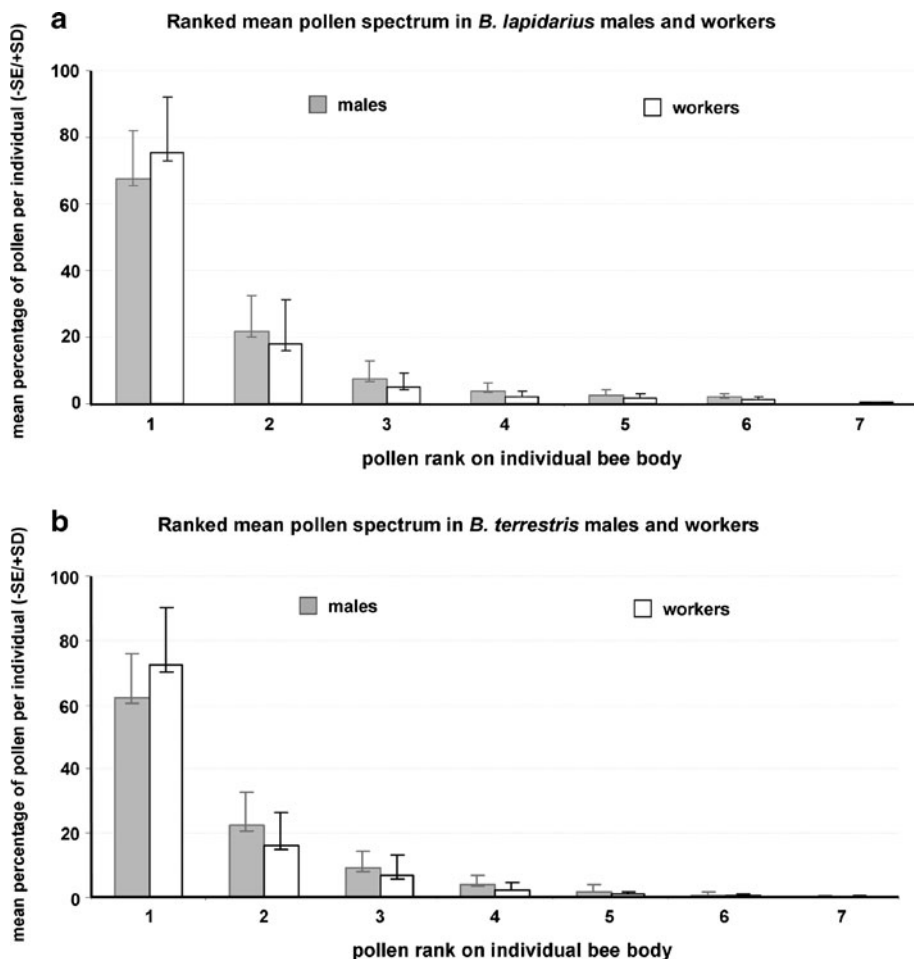 a
Ranked mean pollen spectrum in B. lapidarius males and workers
mean percentage of pollen per individual (-SE/+SD)
100
80
60
40
20
0
males
workers
1 2 3 4 5 6 7
pollen rank on individual bee body
b
Ranked mean pollen spectrum in B. terrestris males and workers
mean percentage of pollen per individual (-SE/+SD)
100
80
60
40
20
0
males
workers
1 2 3 4 5 6 7
pollen rank on individual bee body